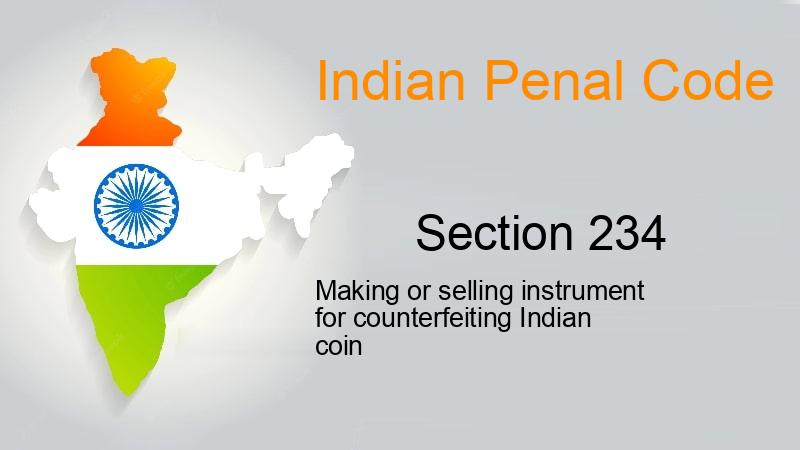 Indian Penal Code
Section 234
Making or selling instrument
for counterfeiting Indian
coin